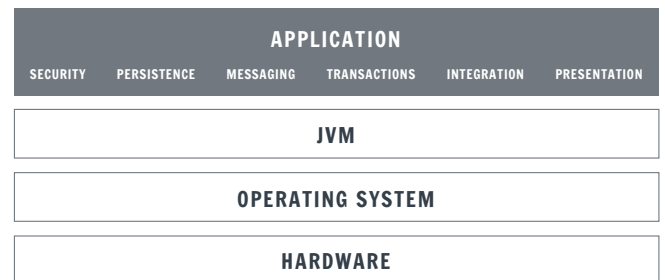 APPLICATION
SECURITY PERSISTENCE MESSAGING TRANSACTIONS INTEGRATION PRESENTATION
JVM
OPERATING SYSTEM
HARDWARE